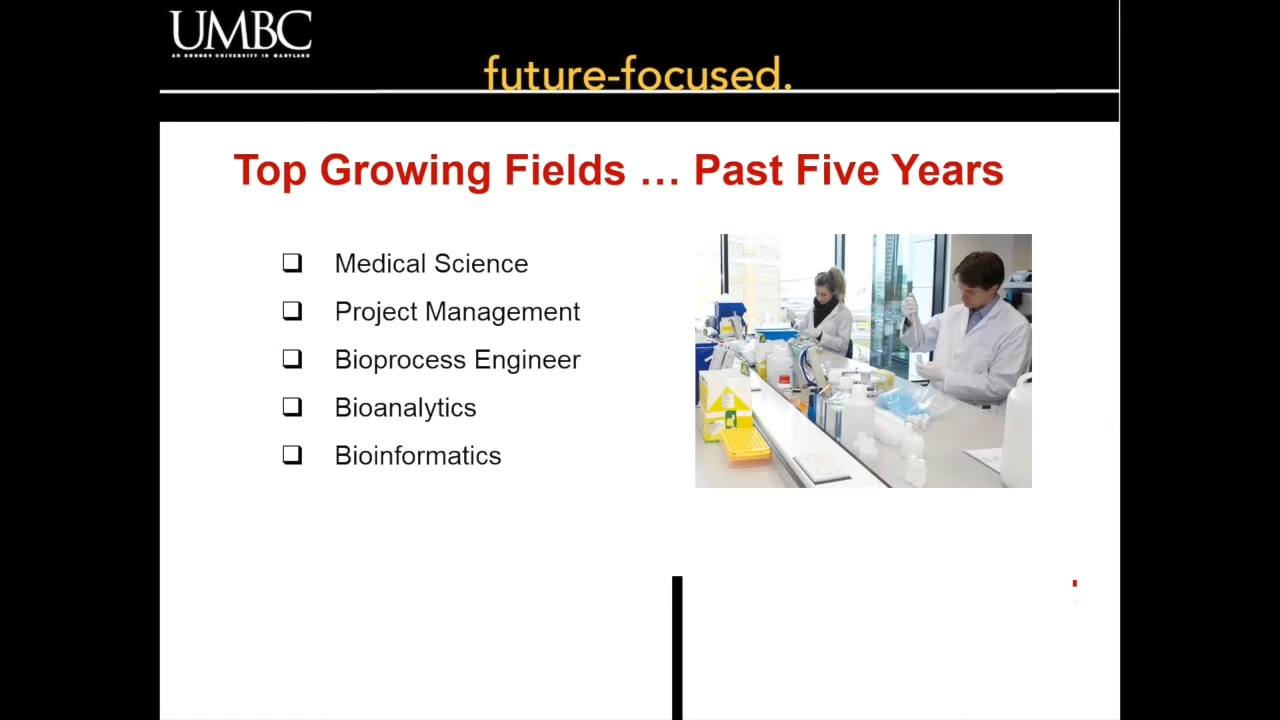 UMBC
AN HONORS UNIVERSITY IN MARYLAND
future-focused.
Top Growing Fields … Past Five Years
❑ Medical Science
❑ Project Management
❑ Bioprocess Engineer
❑ Bioanalytics
❑ Bioinformatics